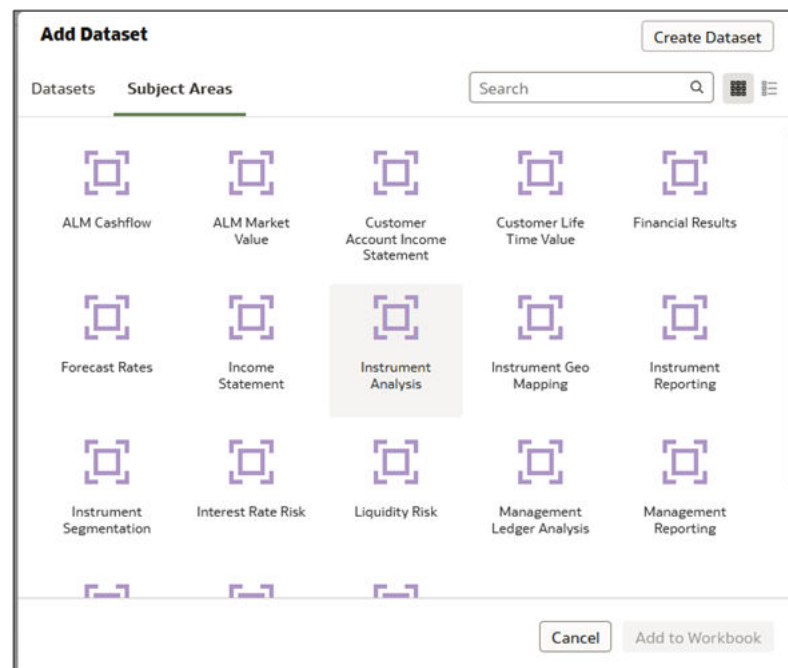 Add Dataset
Create Dataset
Datasets
Subject Areas
Search
ALM Cashflow
ALM Market
Value
Customer
Account Income
Statement
Customer Life
Time Value
Financial Results
Forecast Rates
Income
Statement
Instrument
Analysis
Instrument Geo
Mapping
Instrument
Reporting
Instrument
Segmentation
Interest Rate Risk
Liquidity Risk
Management
Ledger Analysis
Management
Reporting
Cancel
Add to Workbook